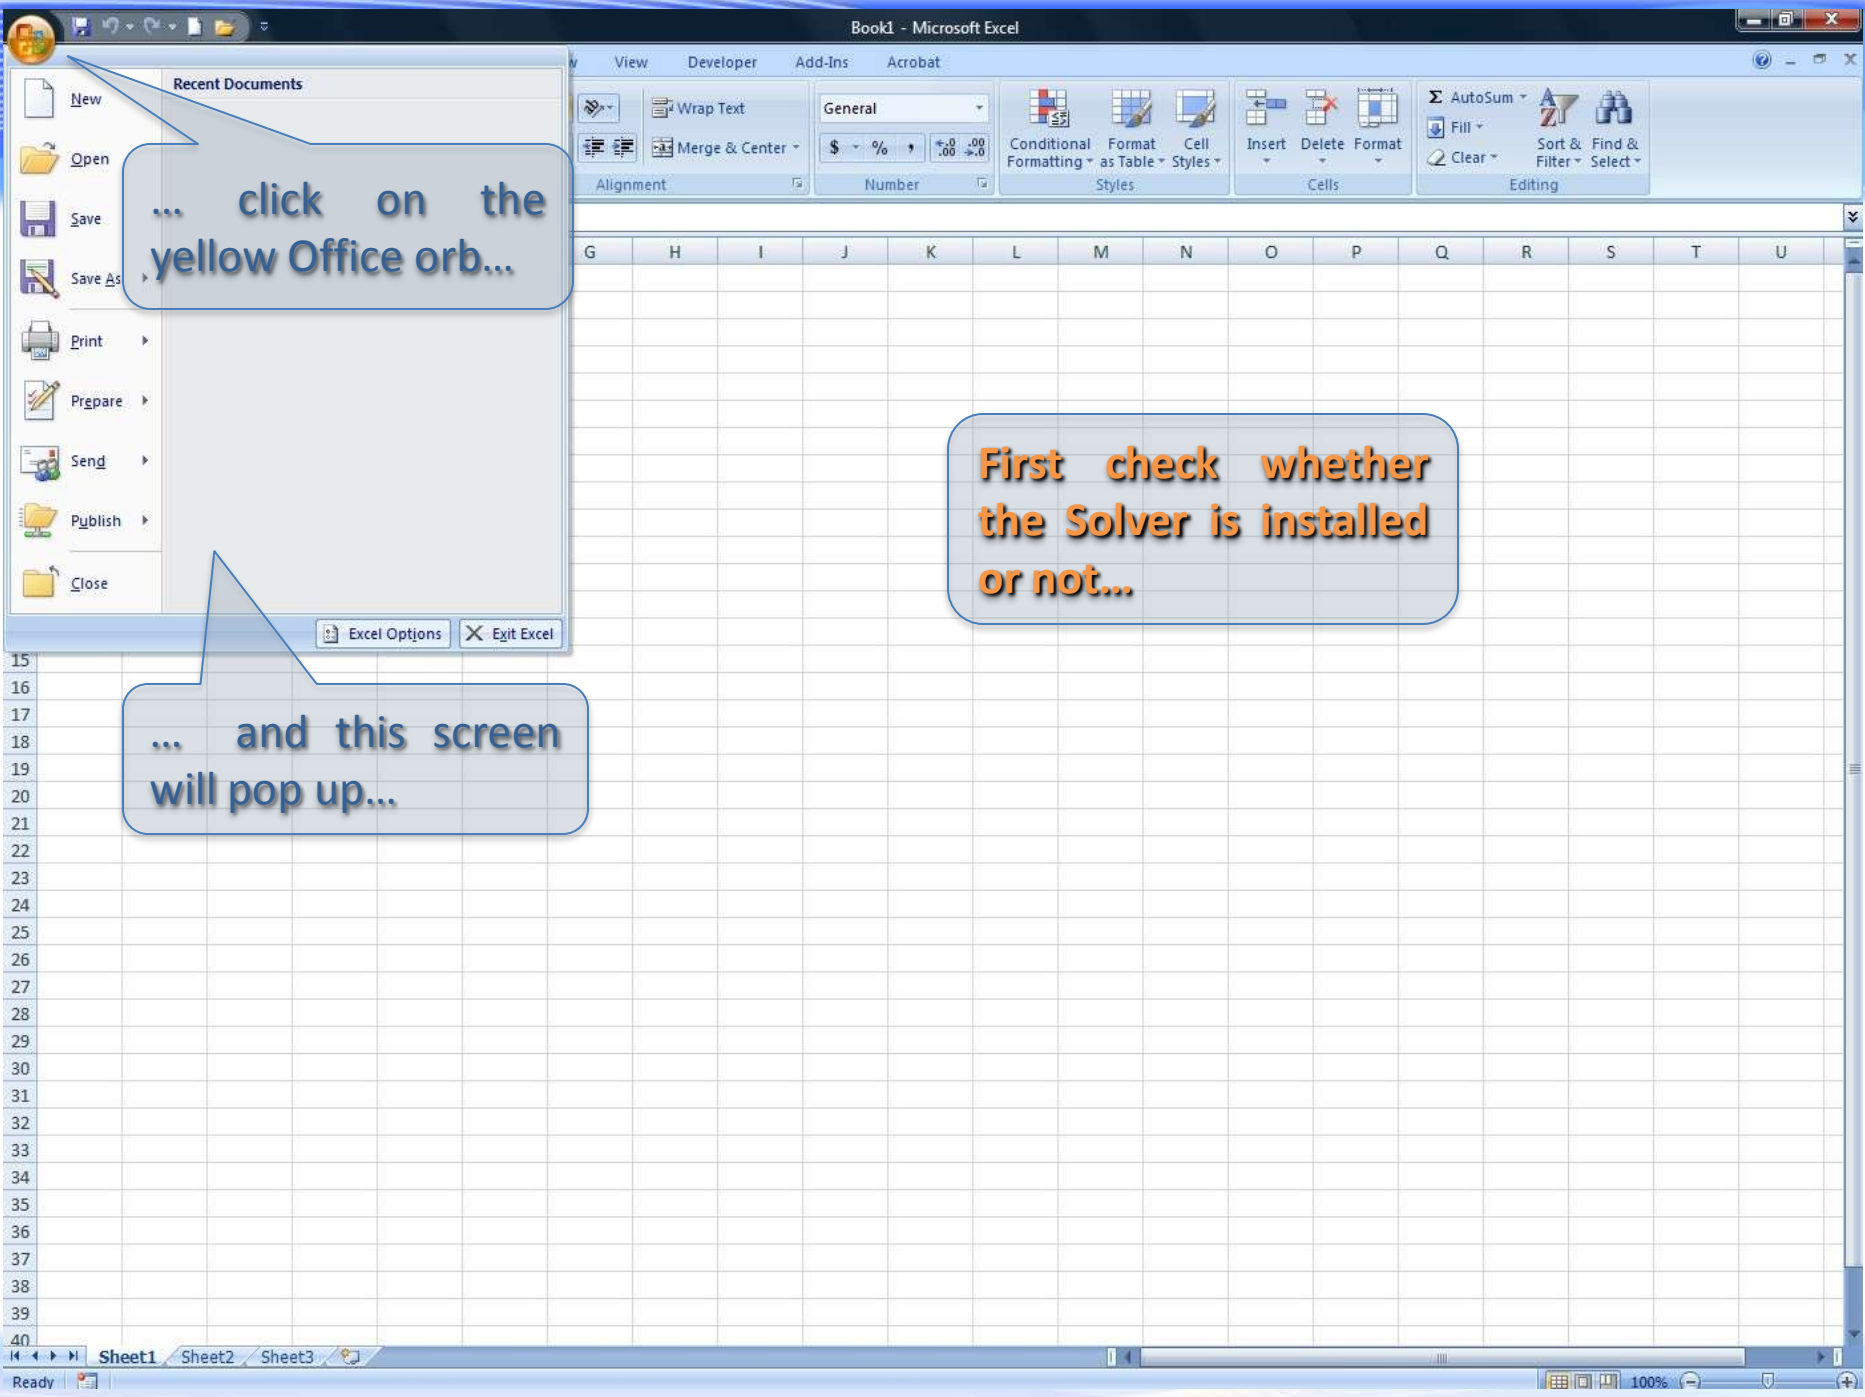 Book1 - Microsoft Excel
View Developer Add-Ins Acrobat
New
Recent Documents
Open
Save
Save As
Print
Prepare
Send
Publish
Close
Excel Options
Exit Excel
Wrap Text
Merge & Center
Alignment
General
$ % , .0 .00 .00 .0
Number
Conditional Formatting
Format as Table
Cell Styles
Styles
Insert Delete Format
Cells
Σ AutoSum
Fill
Clear
Sort & Filter
Find & Select
Editing
... click on the
yellow Office orb...
G H I J K L M N O P Q R S T U
First check whether
the Solver is installed
or not...
... and this screen
will pop up...
15
16
17
18
19
20
21
22
23
24
25
26
27
28
29
30
31
32
33
34
35
36
37
38
39
40
Sheet1 Sheet2 Sheet3
Ready
100%